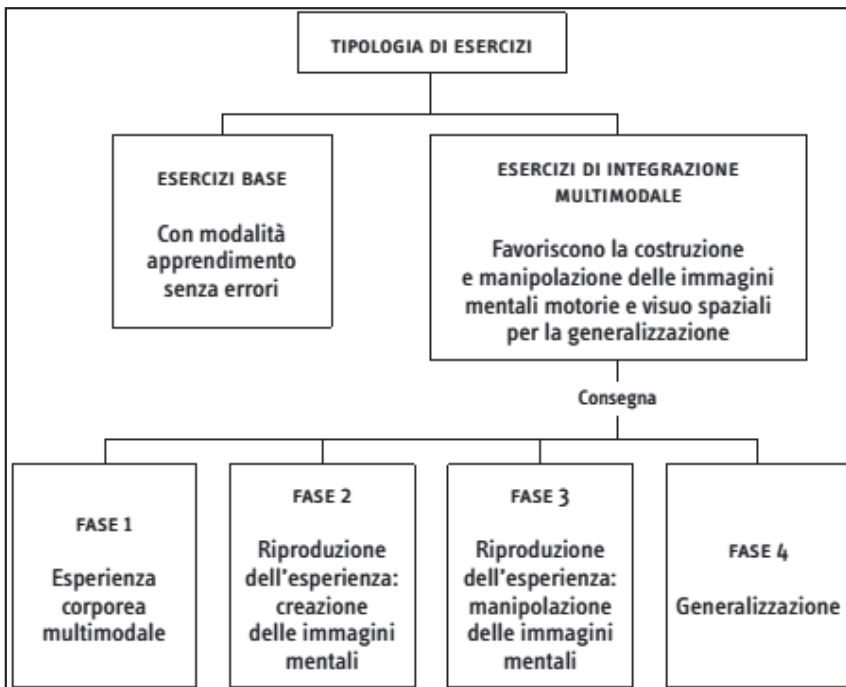 TIPOLOGIA DI ESERCIZI
ESERCIZI BASE
Con modalità
apprendimento
senza errori
ESERCIZI DI INTEGRAZIONE
MULTIMODALE
Favoriscono la costruzione
e manipolazione delle immagini
mentali motorie e visuo spaziali
per la generalizzazione
Consegna
FASE 1
Esperienza
corporea
multimodale
FASE 2
Riproduzione
dell'esperienza:
creazione
delle immagini
mentali
FASE 3
Riproduzione
dell'esperienza:
manipolazione
delle immagini
mentali
FASE 4
Generalizzazione